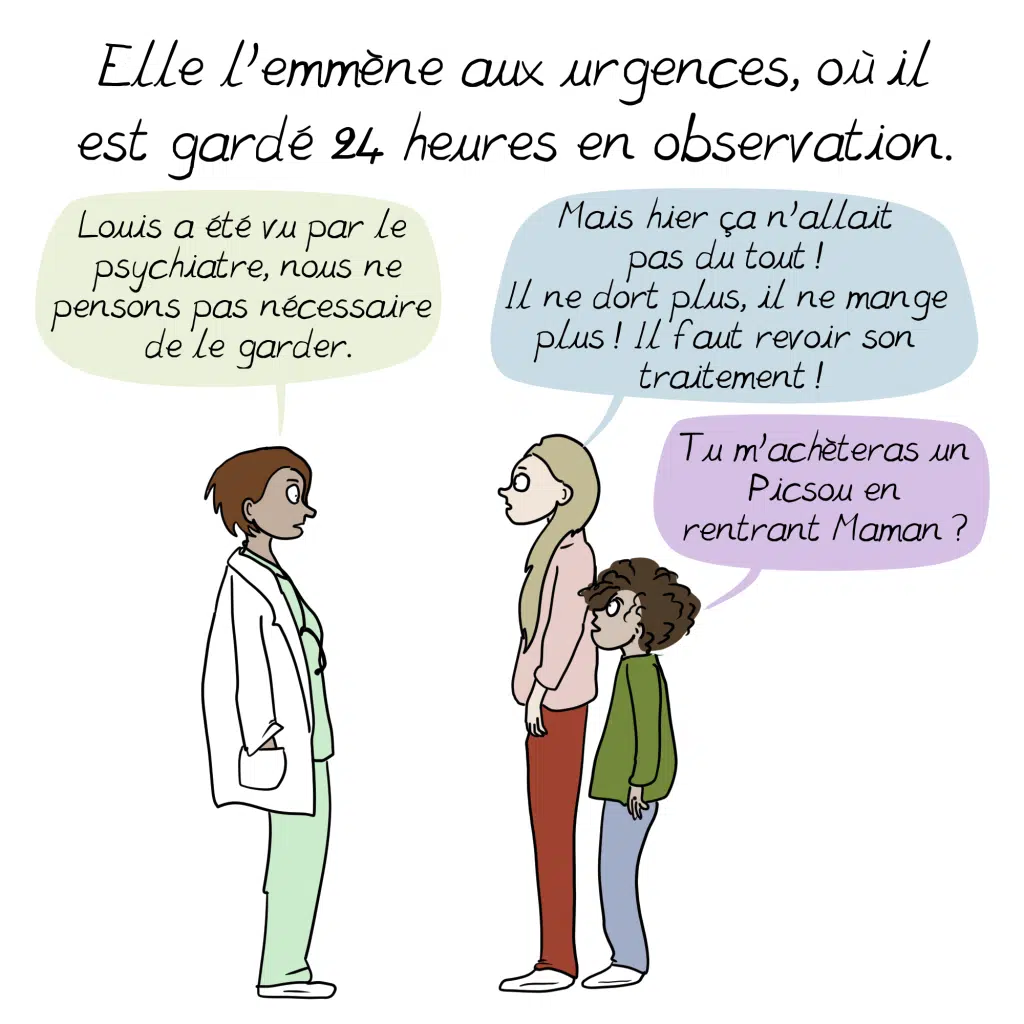 Elle l'emmène aux urgences, où il
est gardé 24 heures en observation.
Louis a été vu par le
psychiatre, nous ne
pensons pas nécessaire
de le garder.
Mais hier ça n'allait
pas du tout !
Il ne dort plus, il ne mange
plus ! Il faut revoir son
traitement !
Tu m'achèteras un
Picsou en
rentrant Maman ?